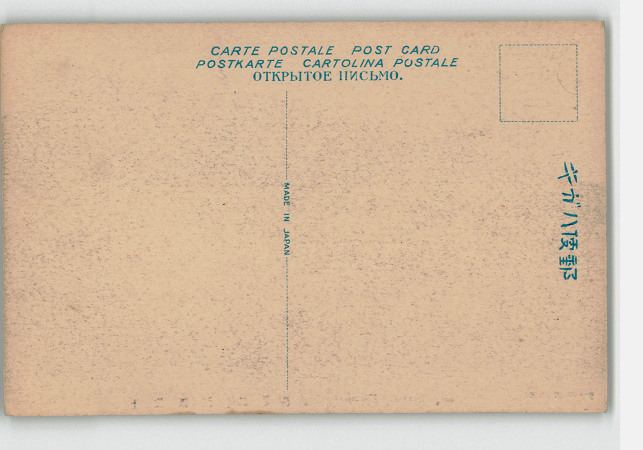 CARTE POSTALE POST CARD
POSTKARTE CARTOLINA POSTALE
ОТКРЫТОЕ ПИСЬМО.
MADE IN JAPAN
キガハ便郵